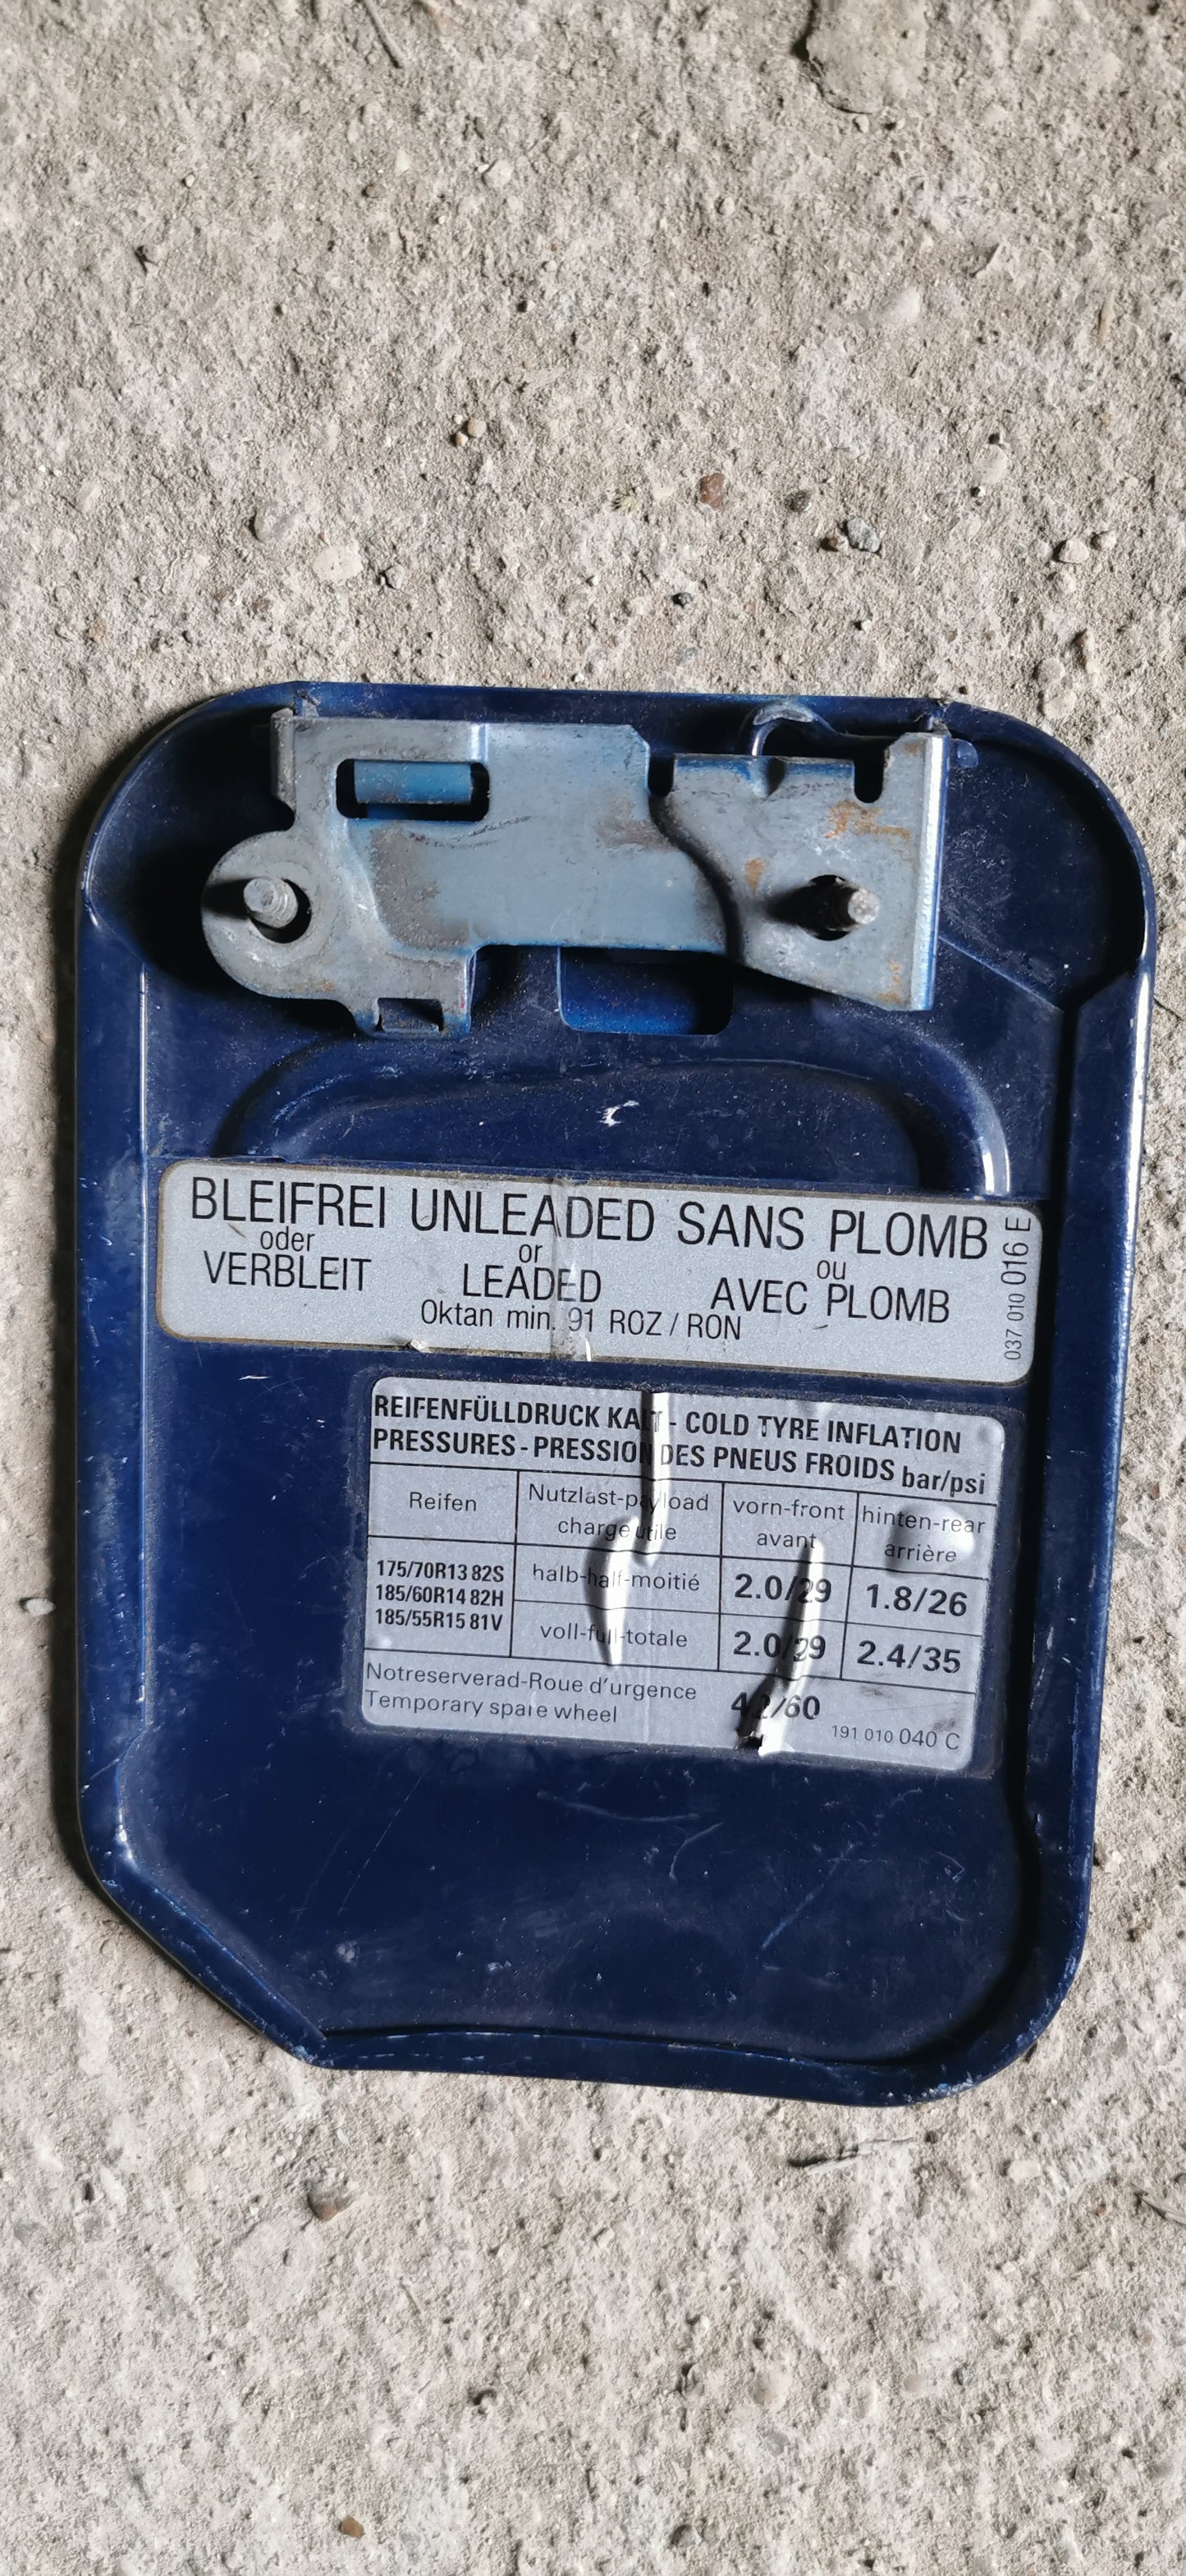 BLEIFREI UNLEADED SANS PLOMB
oder or ou
VERBLEIT LEADED AVEC PLOMB
Oktan min. 91 ROZ / RON
037 010 016 E
REIFENFÜLLDRUCK KALT - COLD TYRE INFLATION
PRESSURES - PRESSION DES PNEUS FROIDS bar/psi
Reifen
Nutzlast-payload
charge utile
vorn-front
avant
hinten-rear
arrière
175/70R13 82S
185/60R14 82H
185/55R15 81V
halb-half-moitié 2.0/29 1.8/26
voll-full-totale 2.0/29 2.4/35
Notreserverad-Roue d'urgence
Temporary spare wheel
4.2/60
191 010 040 C